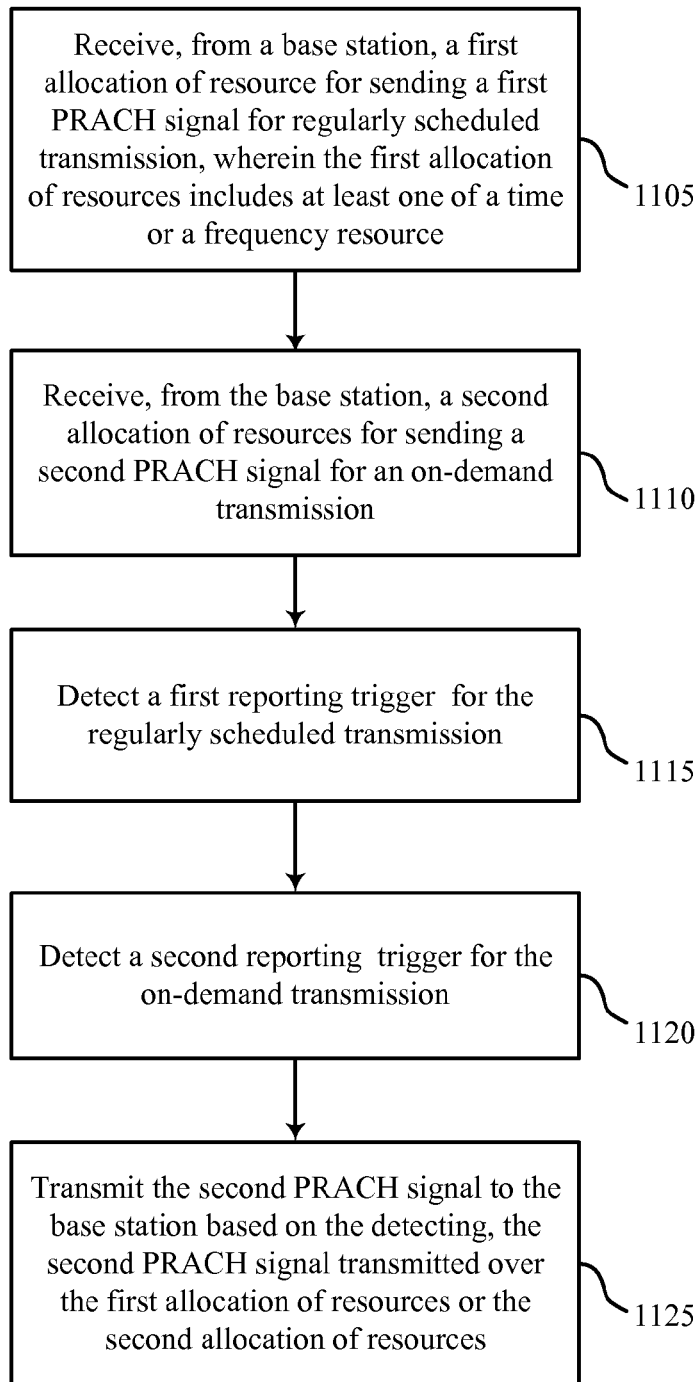 Receive, from a base station, a first
allocation of resource for sending a first
PRACH signal for regularly scheduled
transmission, wherein the first allocation
of resources includes at least one of a time
or a frequency resource
1105
Receive, from the base station, a second
allocation of resources for sending a
second PRACH signal for an on-demand
transmission
1110
Detect a first reporting trigger for the
regularly scheduled transmission
1115
Detect a second reporting trigger for the
on-demand transmission
1120
Transmit the second PRACH signal to the
base station based on the detecting, the
second PRACH signal transmitted over
the first allocation of resources or the
second allocation of resources
1125